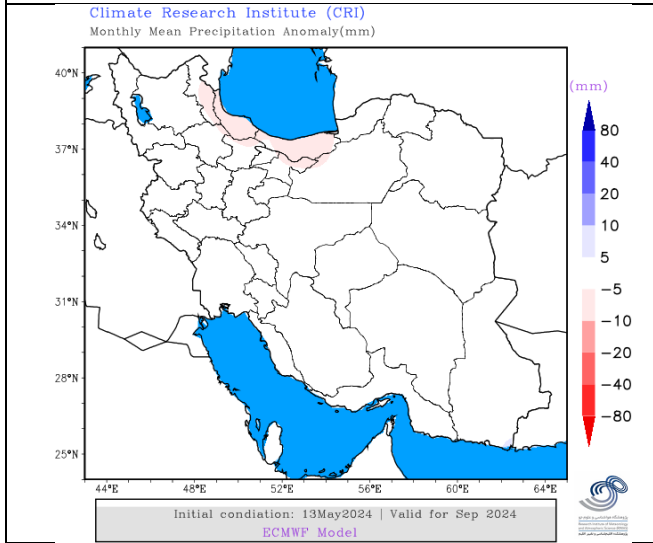 Climate Research Institute (CRI)
Monthly Mean Precipitation Anomaly(mm)
40°N
37°N
34°N
31°N
28°N
25°N
44°E
48°E
52°E
56°E
60°E
64°E
(mm)
80
40
20
10
5
−5
−10
−20
−40
−80
Initial condiation: 13May2024 | Valid for Sep 2024
ECMWF Model